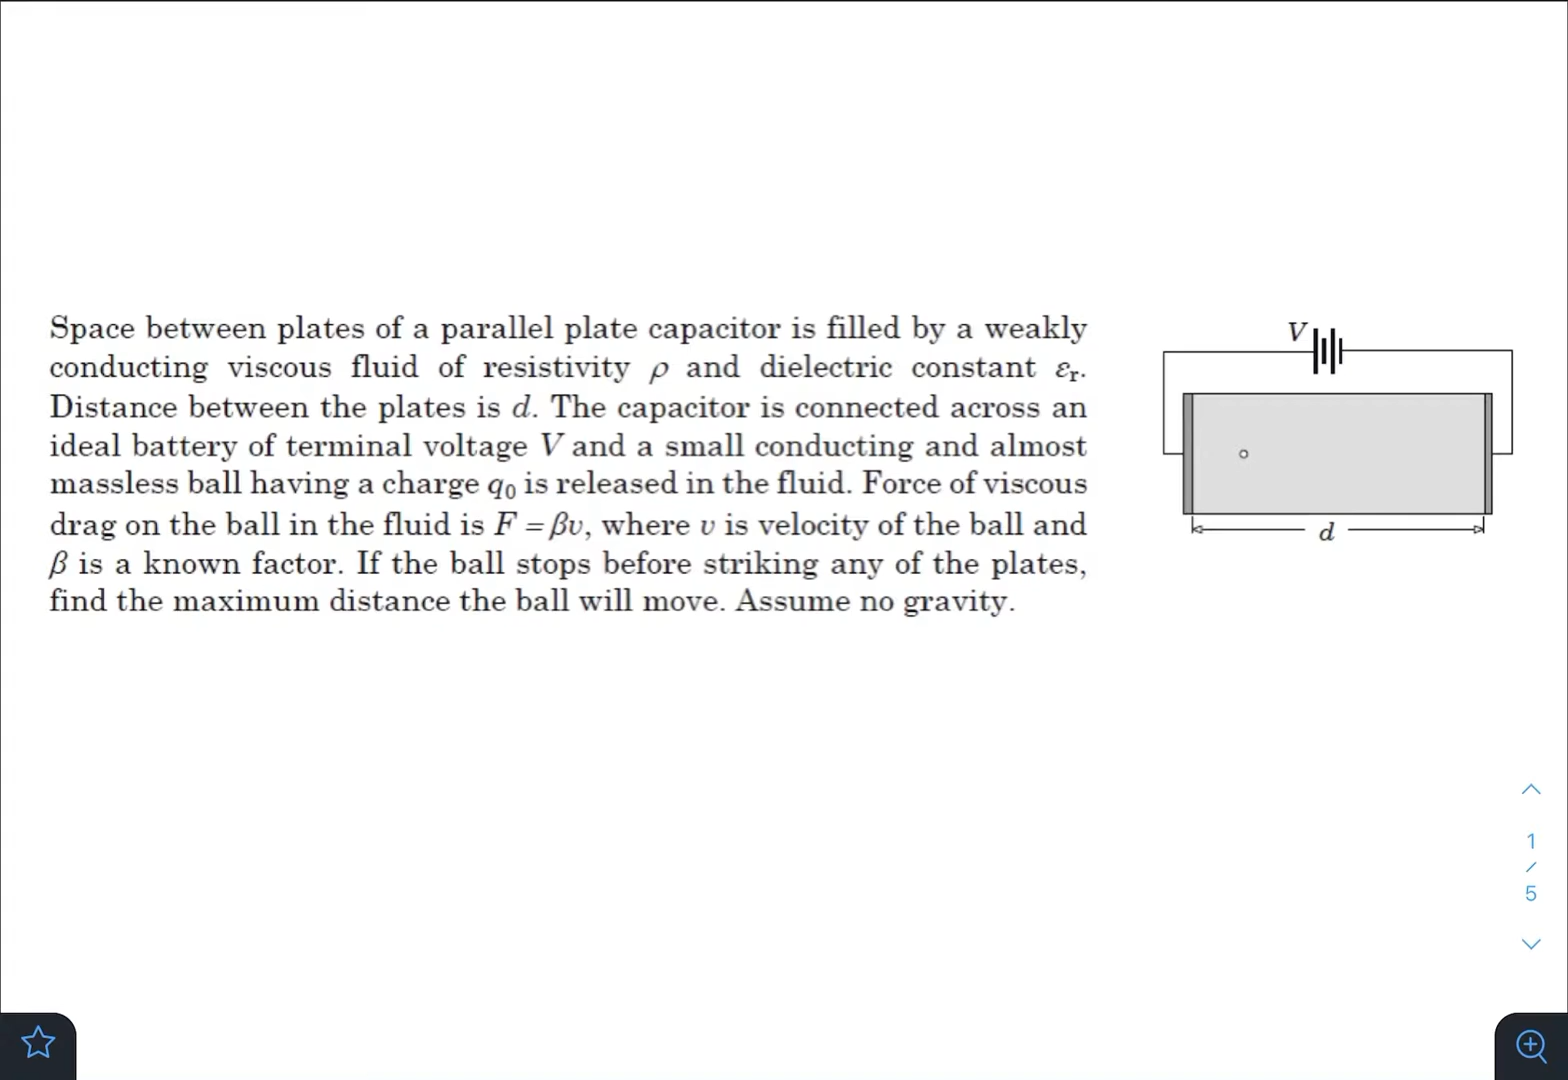 Space between plates of a parallel plate capacitor is filled by a weakly
conducting viscous fluid of resistivity ρ and dielectric constant εr.
Distance between the plates is d. The capacitor is connected across an
ideal battery of terminal voltage V and a small conducting and almost
massless ball having a charge q0 is released in the fluid. Force of viscous
drag on the ball in the fluid is F = βυ, where υ is velocity of the ball and
β is a known factor. If the ball stops before striking any of the plates,
find the maximum distance the ball will move. Assume no gravity.
V
d
1
/
5